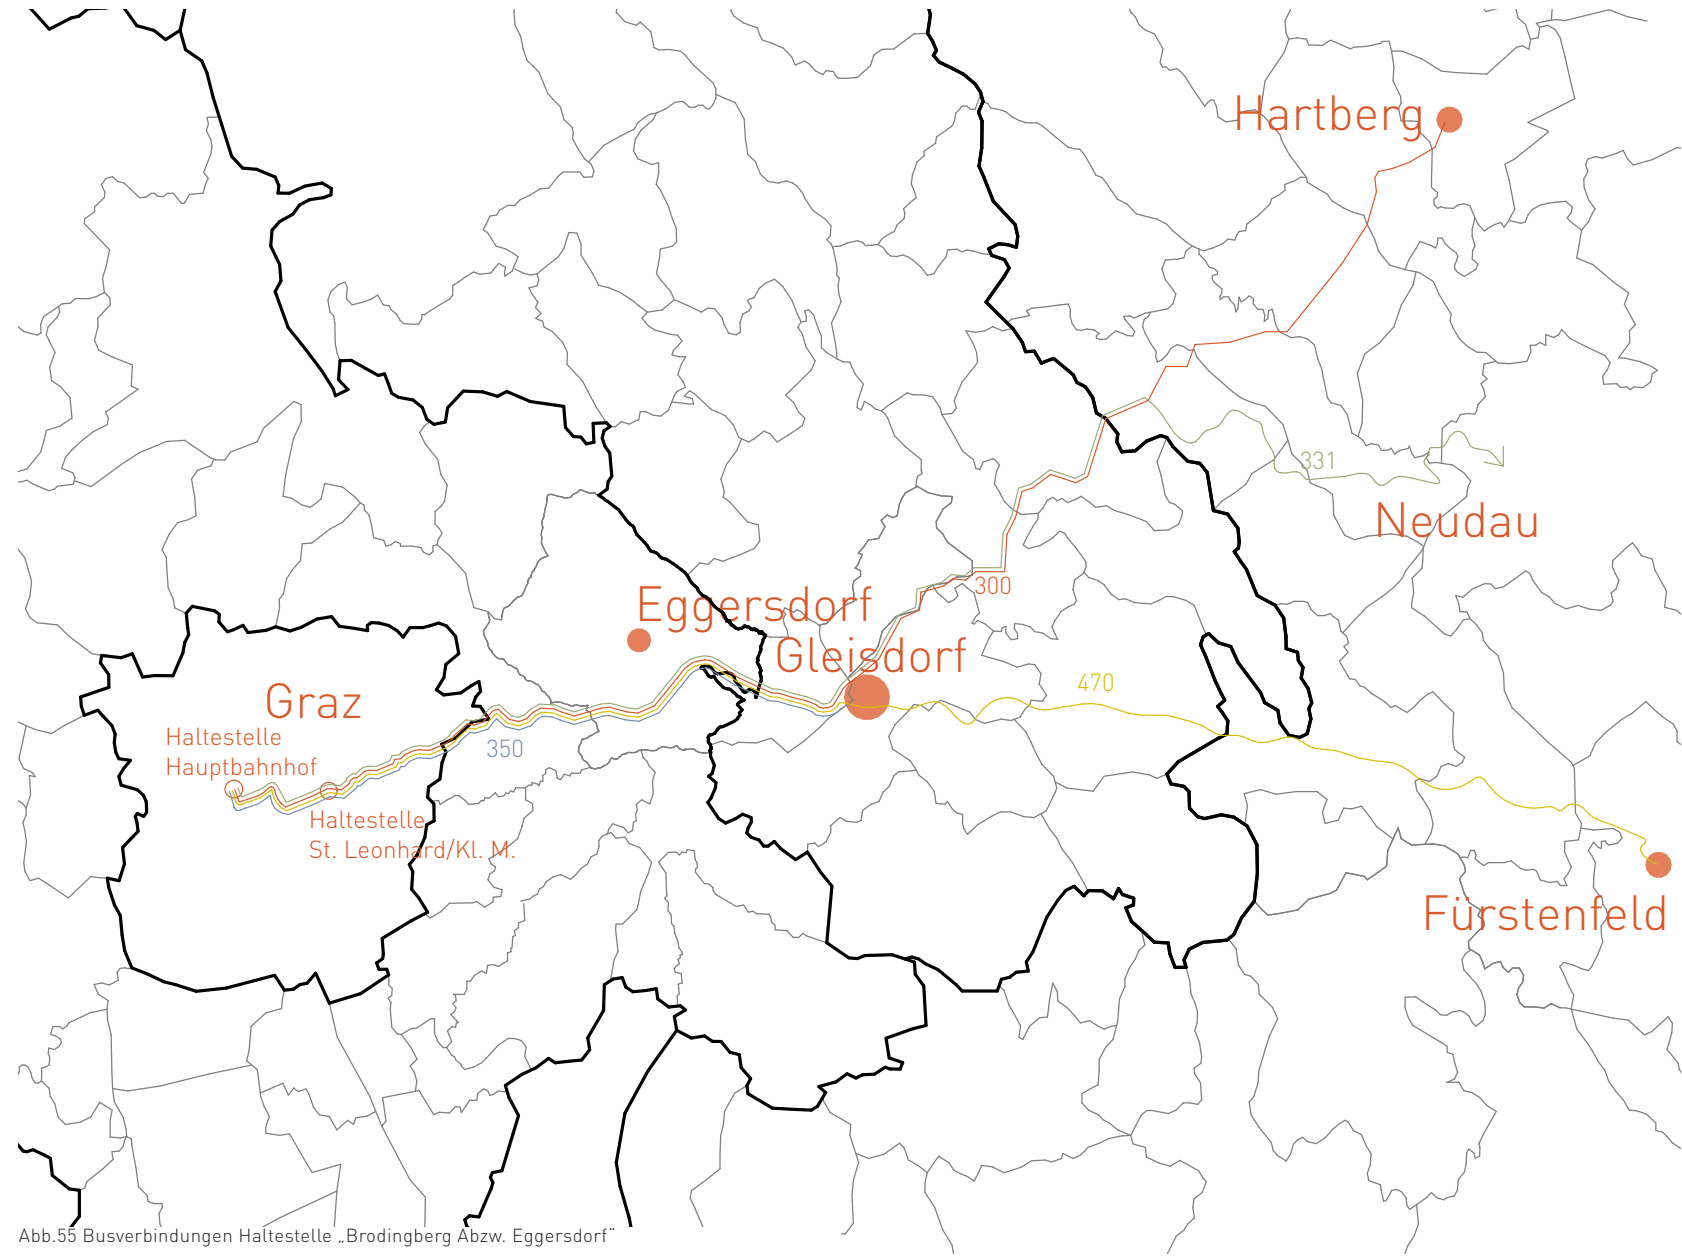 Hartberg
331
Neudau
300
Eggersdorf
Gleisdorf
470
Graz
Haltestelle
Hauptbahnhof
350
Haltestelle
St. Leonhard/Kl. M.
Fürstenfeld
Abb.55 Busverbindungen Haltestelle „Brodingberg Abzw. Eggersdorf“